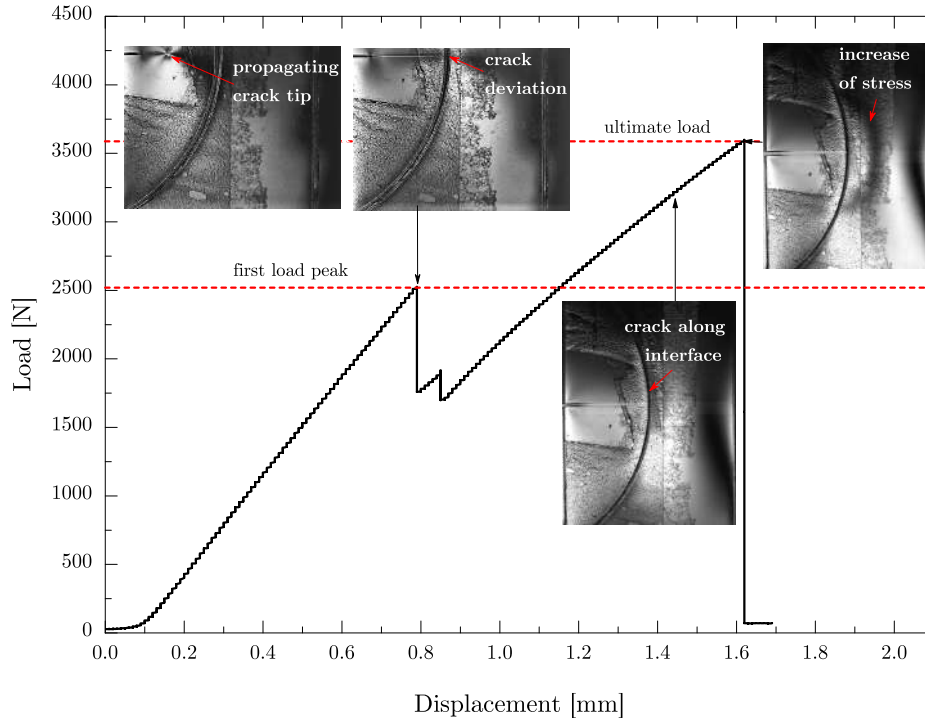 4500
4000
3500
3000
2500
2000
1500
1000
500
0
Load [N]
propagating
crack tip
crack
deviation
increase
of stress
ultimate load
first load peak
crack along
interface
0.0 0.2 0.4 0.6 0.8 1.0 1.2 1.4 1.6 1.8 2.0
Displacement [mm]